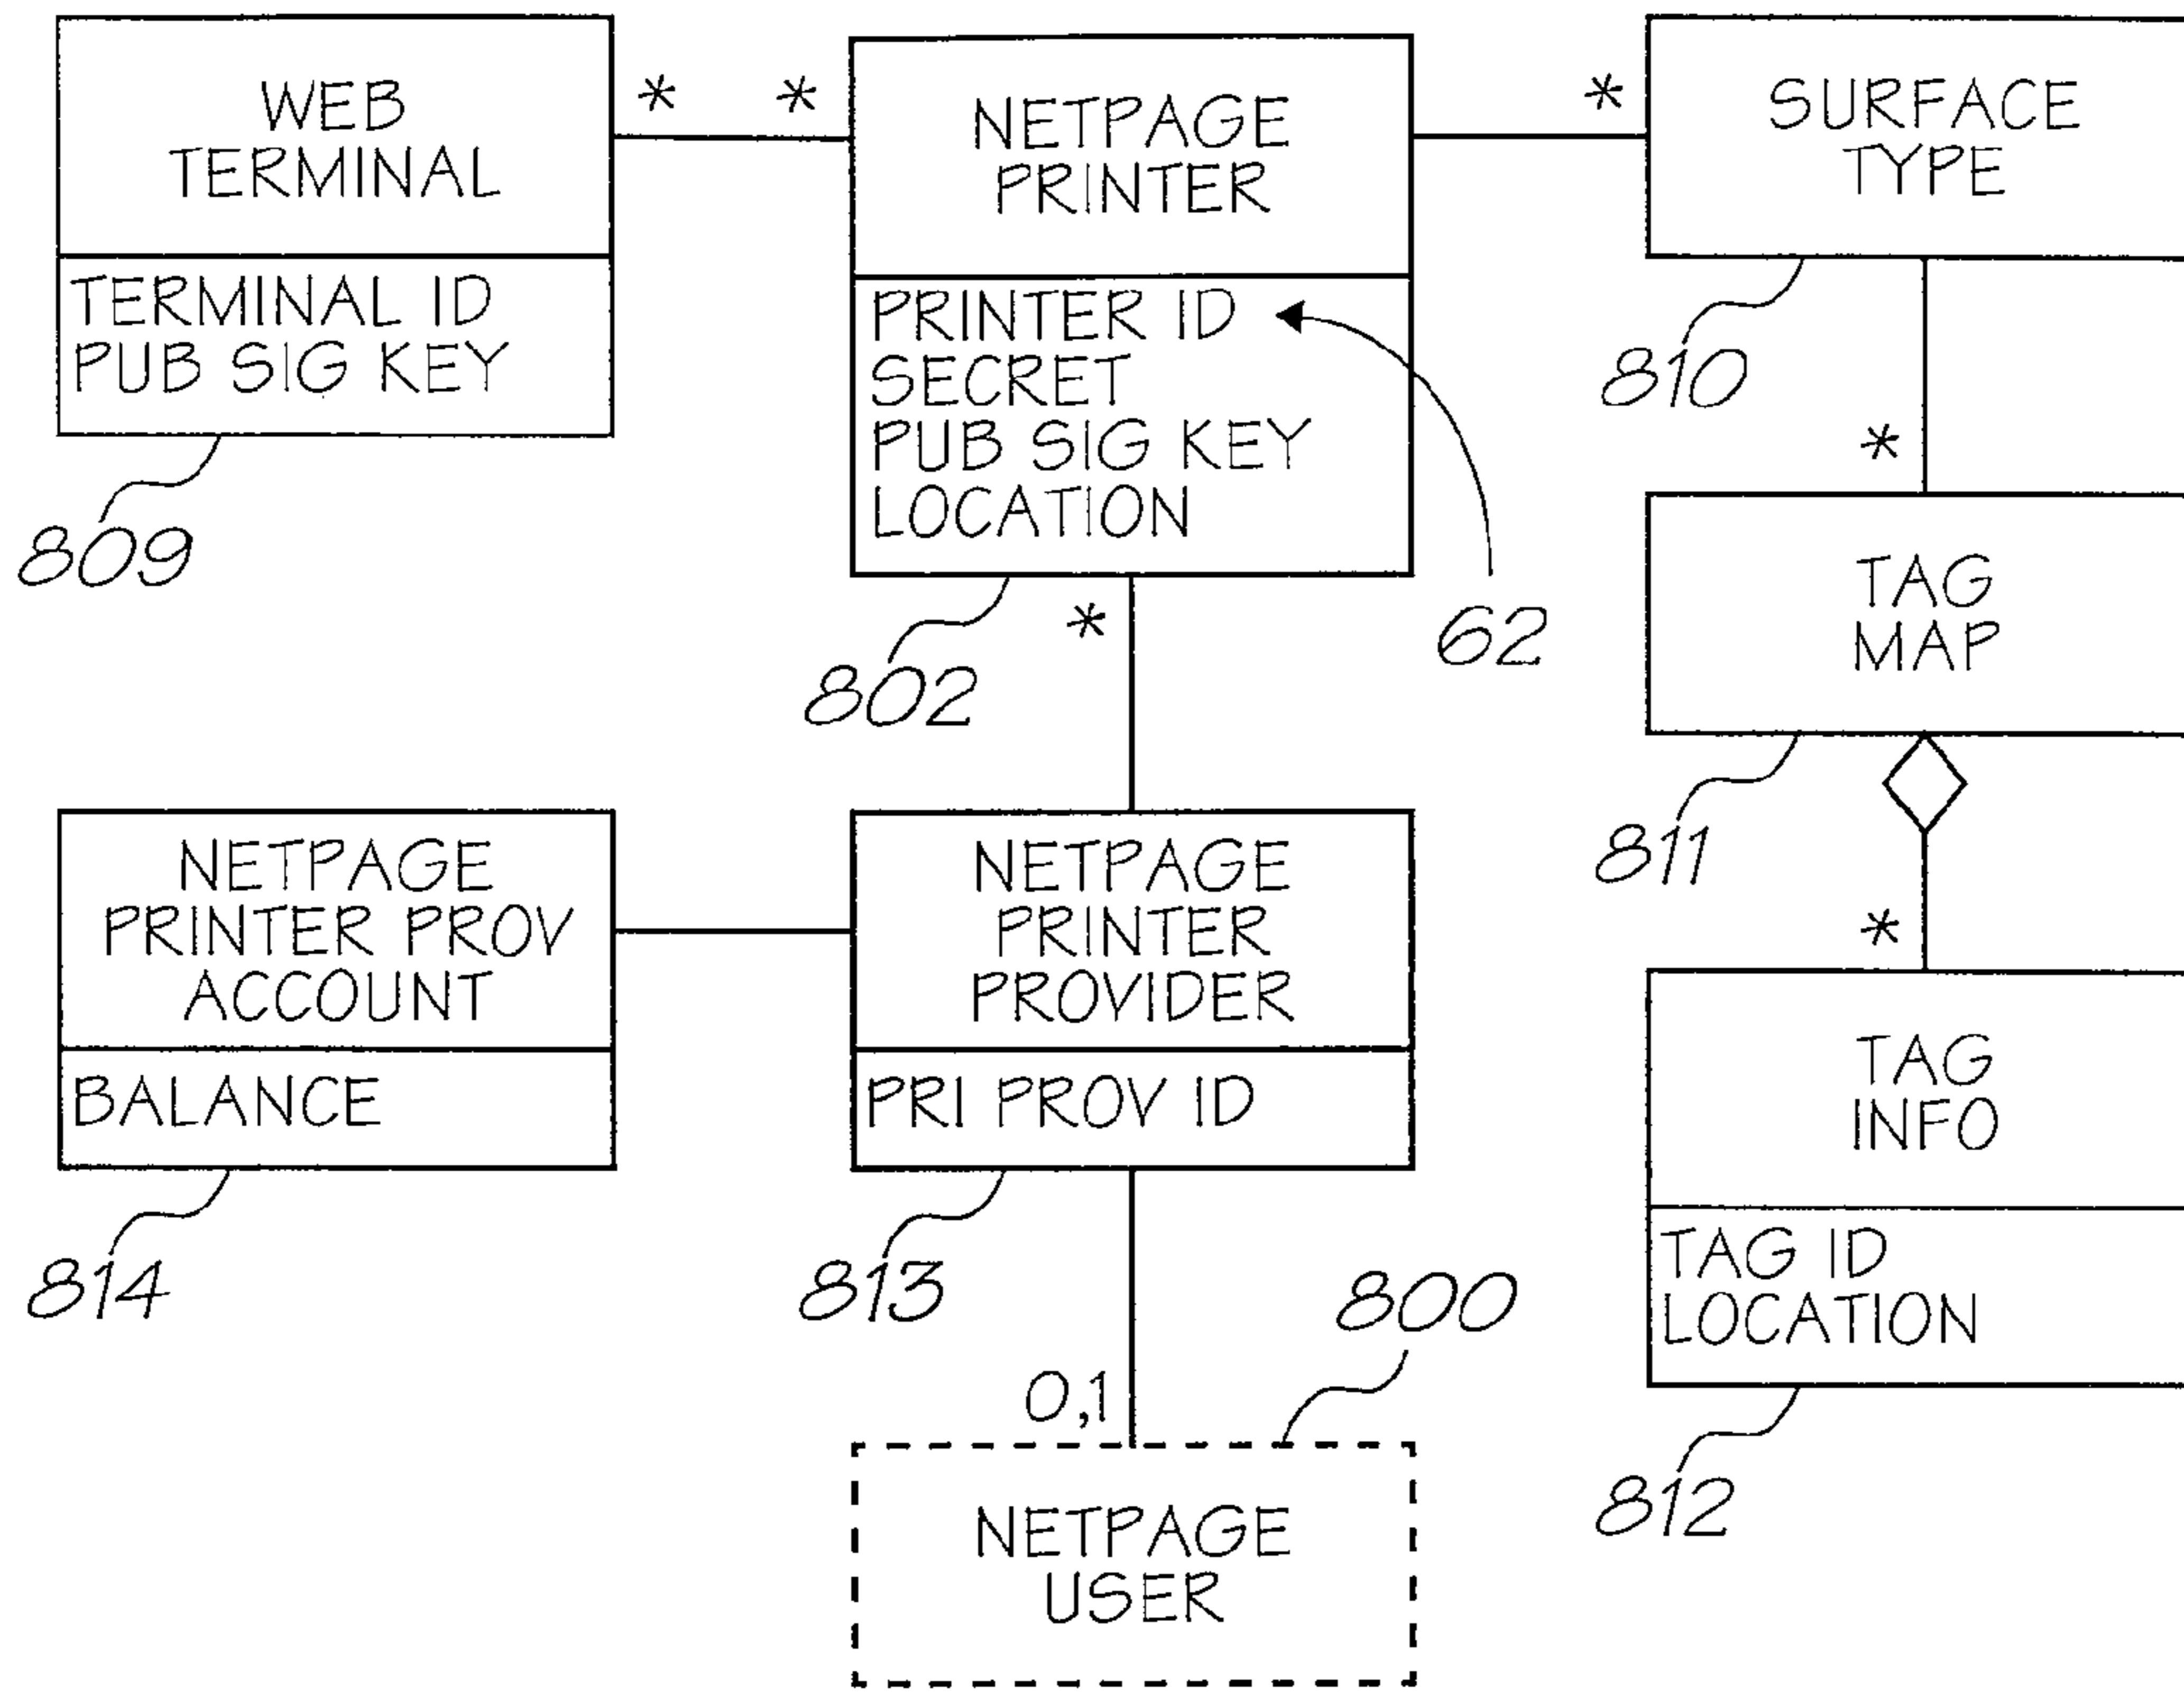 WEB
TERMINAL
TERMINAL ID
PUB SIG KEY
809
*
*
NETPAGE
PRINTER
PRINTER ID
SECRET
PUB SIG KEY
LOCATION
802
62
*
*
SURFACE
TYPE
810
*
TAG
MAP
811
*
TAG
INFO
TAG ID
LOCATION
812
NETPAGE
PRINTER PROV
ACCOUNT
BALANCE
814
NETPAGE
PRINTER
PROVIDER
PRI PROV ID
813
800
0,1
NETPAGE
USER